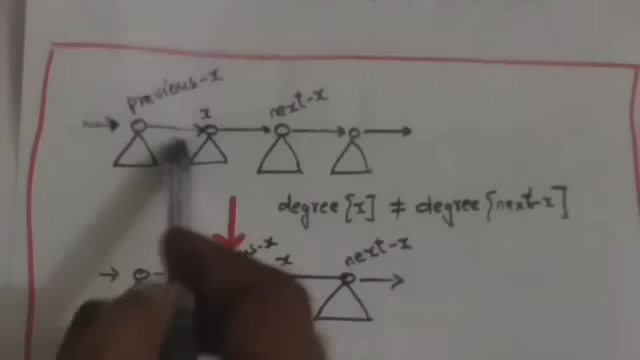 previous-x
x
next-x
degree[x] ≠ degree[next-x]
x
next-x